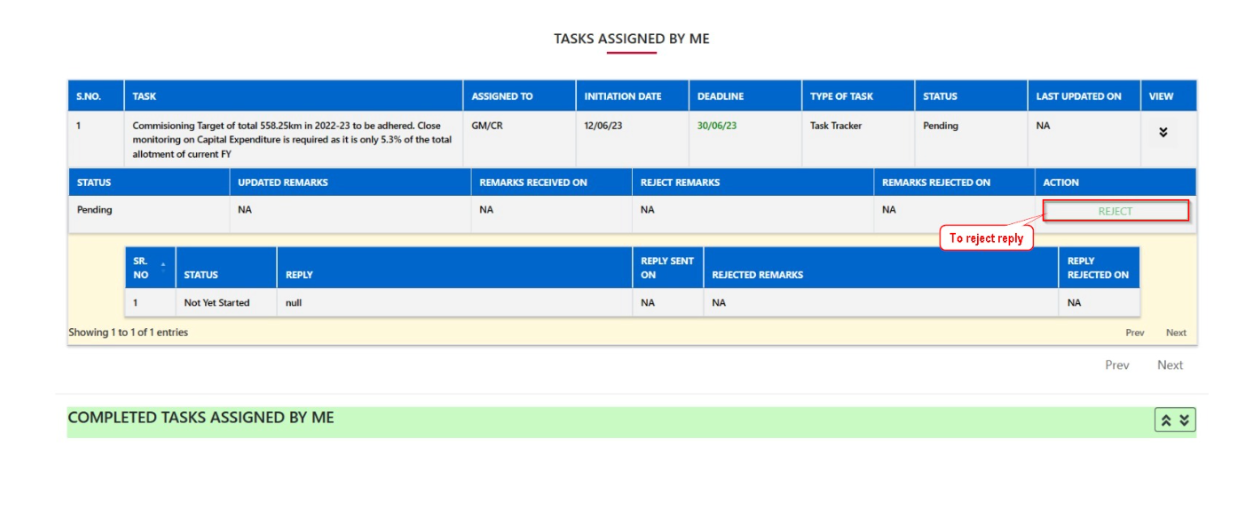 TASKS ASSIGNED BY ME
S.NO. TASK ASSIGNED TO INITIATION DATE DEADLINE TYPE OF TASK STATUS LAST UPDATED ON VIEW
1 Commisioning Target of total 558.25km in 2022-23 to be adhered. Close GM/CR 12/06/23 30/06/23 Task Tracker Pending NA
monitoring on Capital Expenditure is required as it is only 5.3% of the total
allotment of current FY
STATUS UPDATED REMARKS REMARKS RECEIVED ON REJECT REMARKS REMARKS REJECTED ON ACTION
Pending NA NA NA NA REJECT
To reject reply
SR. NO STATUS REPLY REPLY SENT ON REJECTED REMARKS REPLY REJECTED ON
1 Not Yet Started null NA NA NA
Showing 1 to 1 of 1 entries Prev Next
Prev Next
COMPLETED TASKS ASSIGNED BY ME